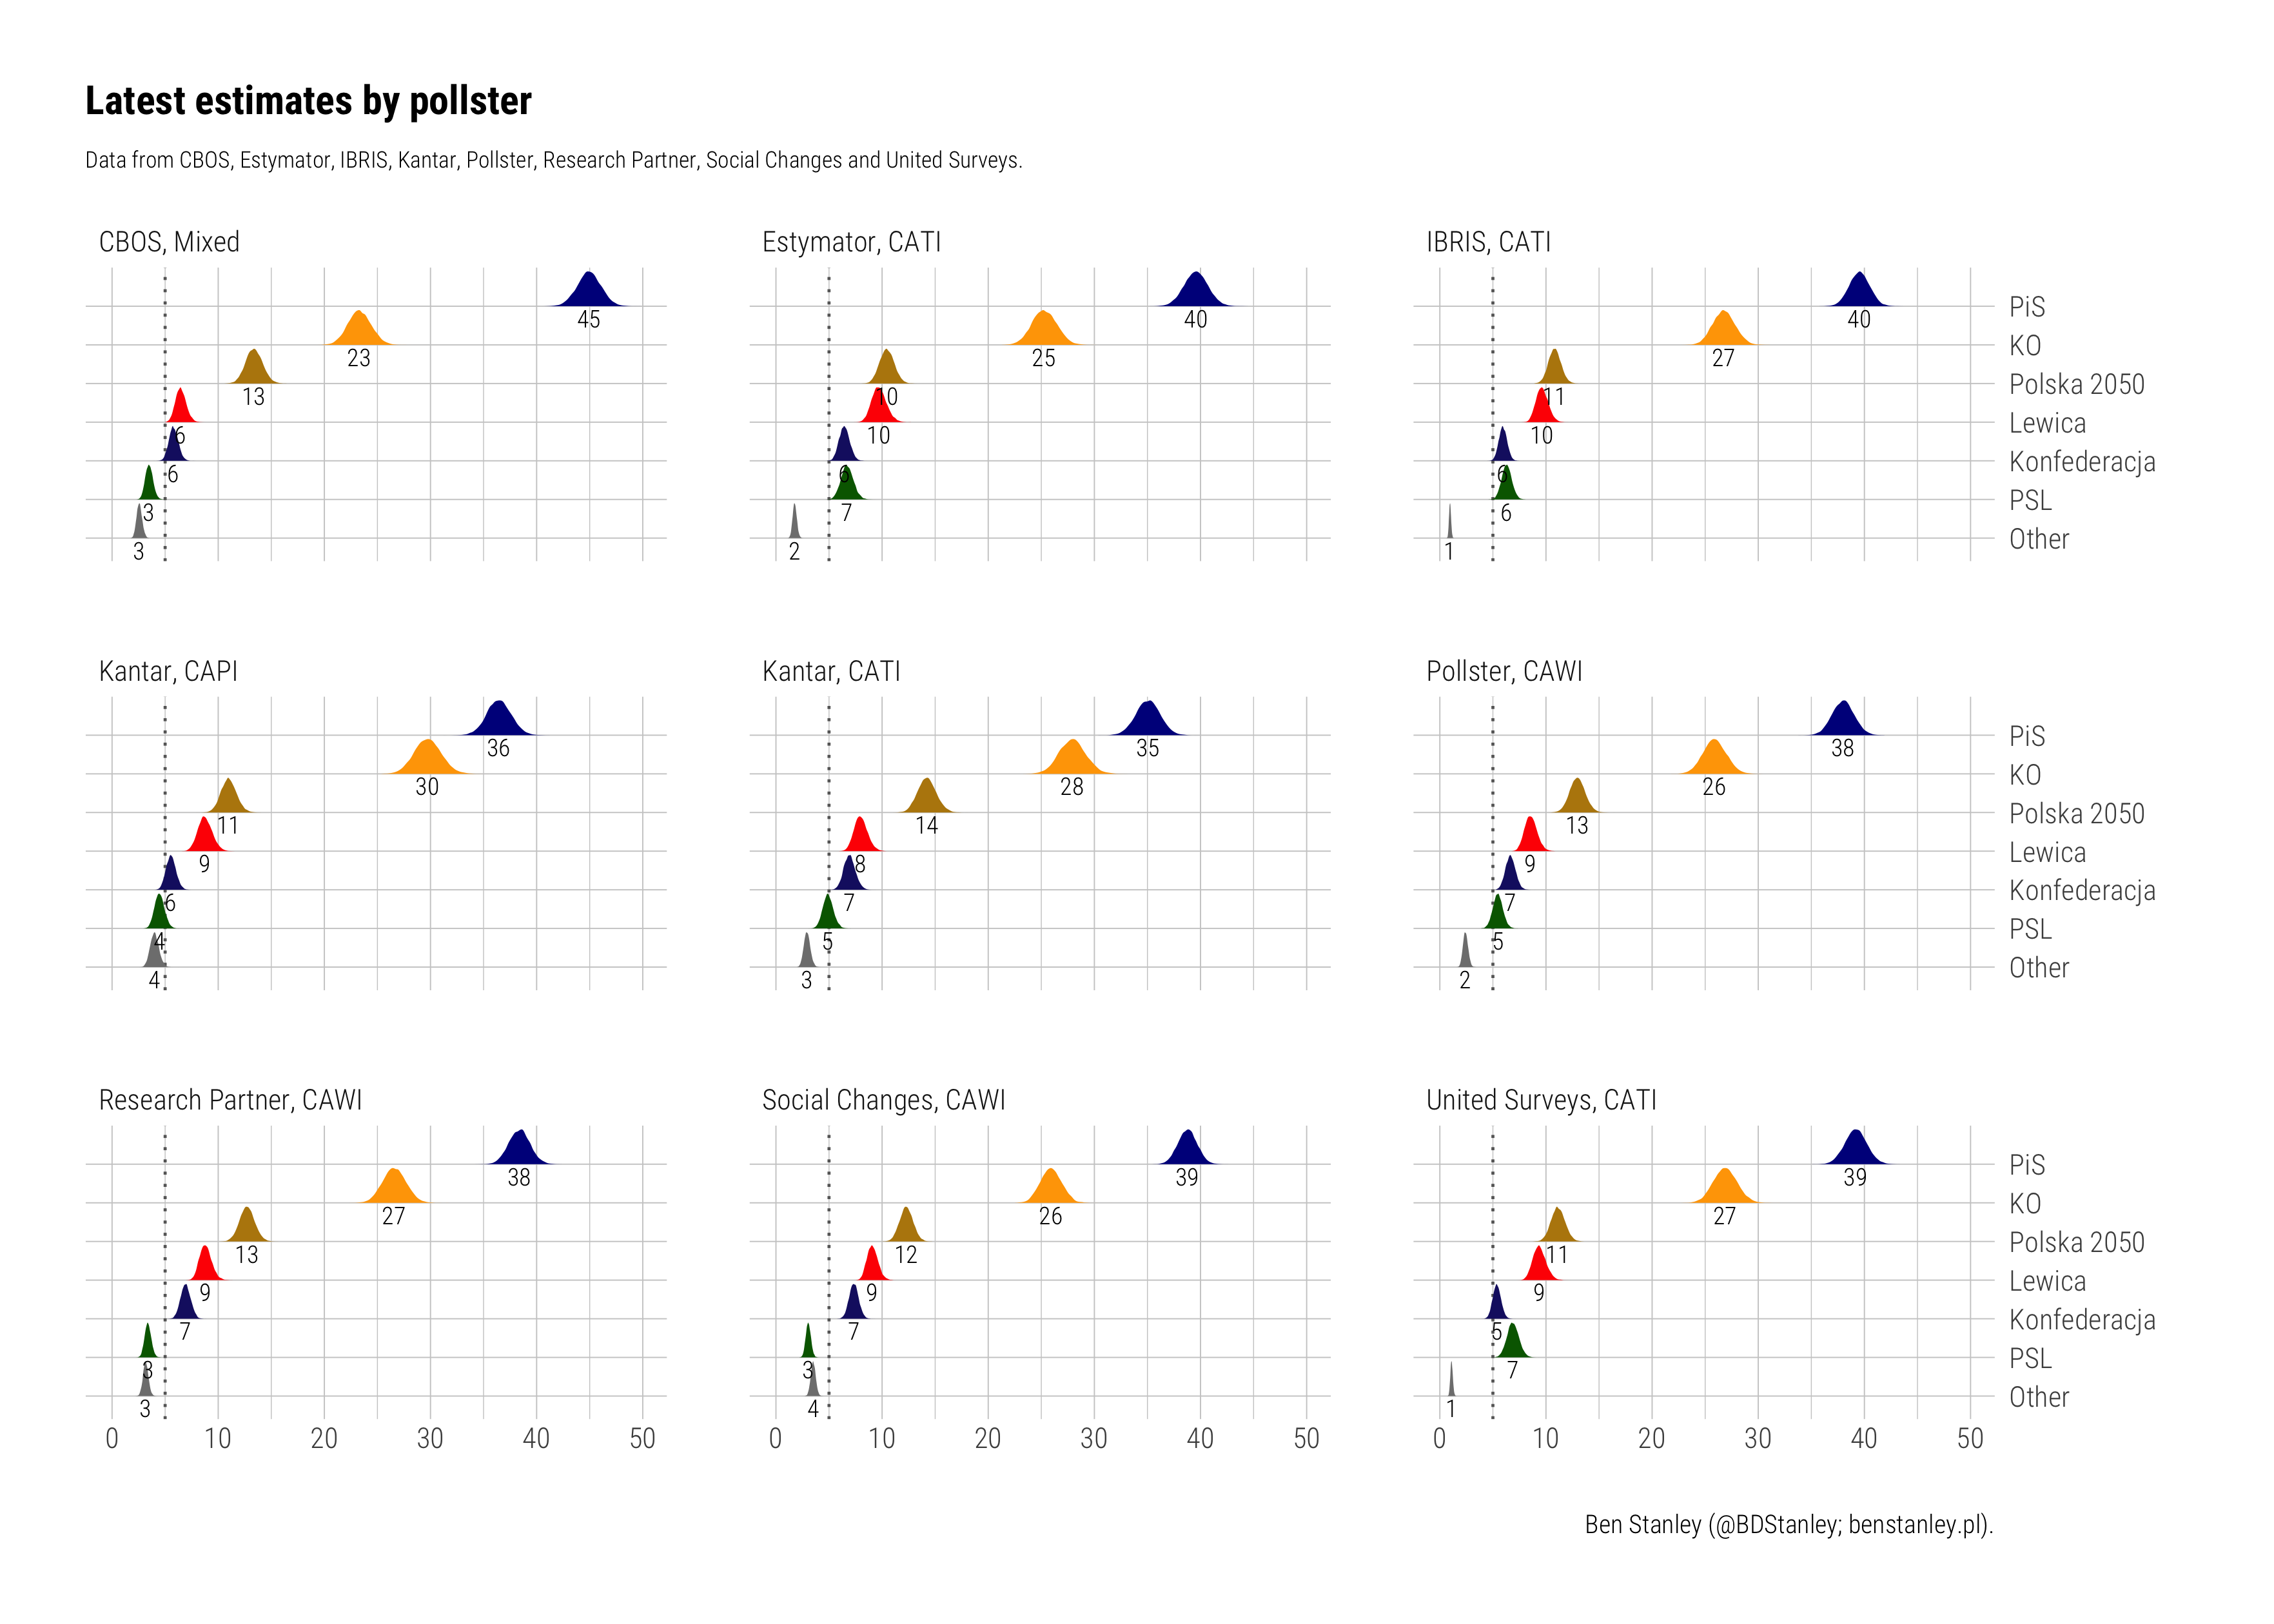 Latest estimates by pollster
Data from CBOS, Estymator, IBRIS, Kantar, Pollster, Research Partner, Social Changes and United Surveys.
CBOS, Mixed
45
23
13
6
6
3
3
Estymator, CATI
40
25
10
10
6
7
2
IBRIS, CATI
40
27
11
10
6
6
1
PiS
KO
Polska 2050
Lewica
Konfederacja
PSL
Other
Kantar, CAPI
36
30
11
9
6
4
4
Kantar, CATI
35
28
14
8
7
5
3
Pollster, CAWI
38
26
13
9
7
5
2
PiS
KO
Polska 2050
Lewica
Konfederacja
PSL
Other
Research Partner, CAWI
38
27
13
9
7
3
3
0 10 20 30 40 50
Social Changes, CAWI
39
26
12
9
7
3
4
0 10 20 30 40 50
United Surveys, CATI
39
27
11
9
5
7
1
PiS
KO
Polska 2050
Lewica
Konfederacja
PSL
Other
0 10 20 30 40 50
Ben Stanley (@BDStanley; benstanley.pl).